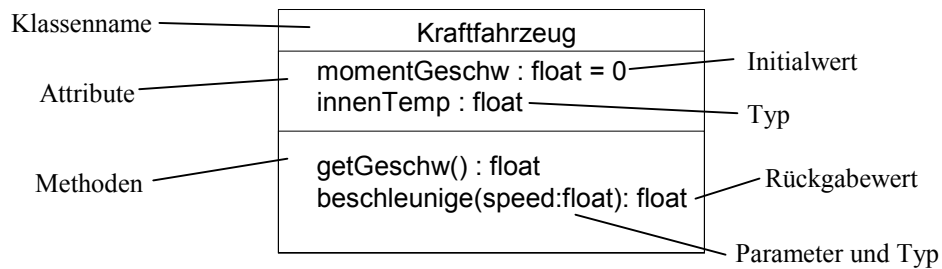 Klassenname
Kraftfahrzeug
momentGeschw : float = 0
Initialwert
Attribute
innenTemp : float
Typ
getGeschw() : float
Methoden
beschleunige(speed:float): float
Rückgabewert
Parameter und Typ